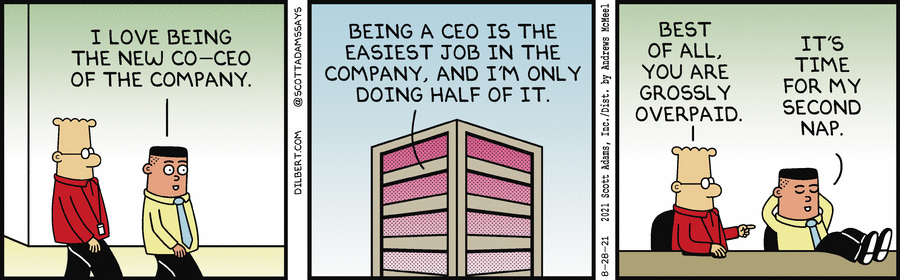 I LOVE BEING
THE NEW CO-CEO
OF THE COMPANY.
DILBERT.COM @SCOTTADAMSSAYS
BEING A CEO IS THE
EASIEST JOB IN THE
COMPANY, AND I'M ONLY
DOING HALF OF IT.
8-28-21 2021 Scott Adams, Inc./Dist. by Andrews McMeel
BEST
OF ALL,
YOU ARE
GROSSLY
OVERPAID.
IT'S
TIME
FOR MY
SECOND
NAP.